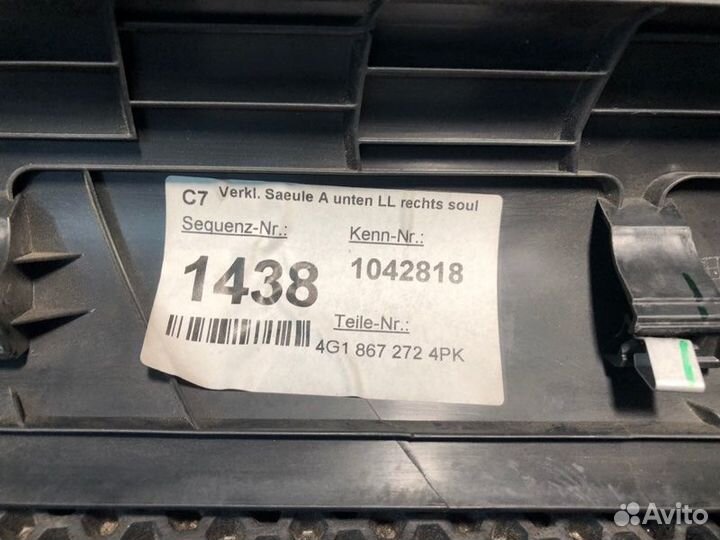 C7 Verkl. Saeule A unten LL rechts soul
Sequenz-Nr.: Kenn-Nr.:
1438 1042818
Teile-Nr.:
4G1 867 272 4PK
Avito